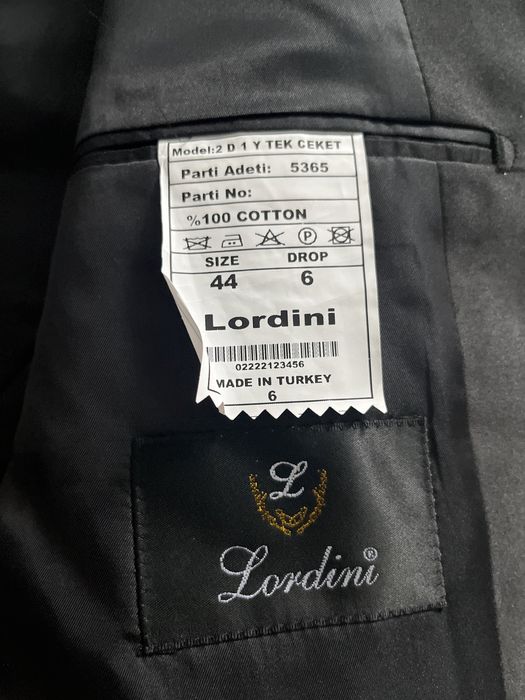 Model:2 D 1 Y TEK CEKET
Parti Adeti: 5365
Parti No:
%100 COTTON
P
SIZE DROP
44 6
Lordini
02222123456
MADE IN TURKEY
6
L
Lordini®